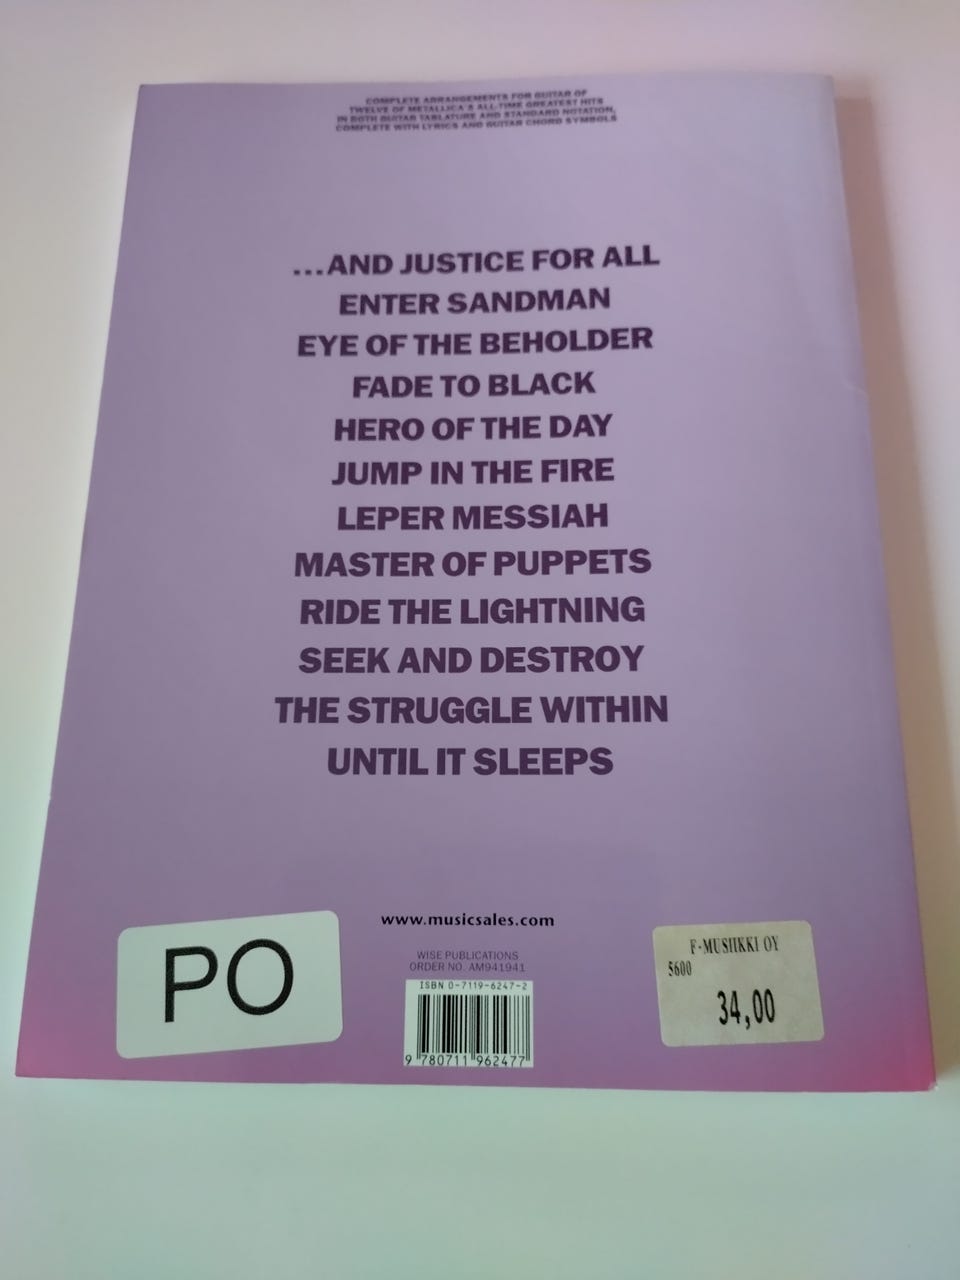 COMPLETE ARRANGEMENTS FOR GUITAR OF
TWELVE OF METALLICA'S ALL-TIME GREATEST HITS
IN BOTH GUITAR TABLATURE AND STANDARD NOTATION,
COMPLETE WITH LYRICS AND GUITAR CHORD SYMBOLS
...AND JUSTICE FOR ALL
ENTER SANDMAN
EYE OF THE BEHOLDER
FADE TO BLACK
HERO OF THE DAY
JUMP IN THE FIRE
LEPER MESSIAH
MASTER OF PUPPETS
RIDE THE LIGHTNING
SEEK AND DESTROY
THE STRUGGLE WITHIN
UNTIL IT SLEEPS
www.musicsales.com
WISE PUBLICATIONS
ORDER NO. AM941941
ISBN 0-7119-6247-2
9 780711 962477
PO
F-MUSIIKKI OY
5600
34,00